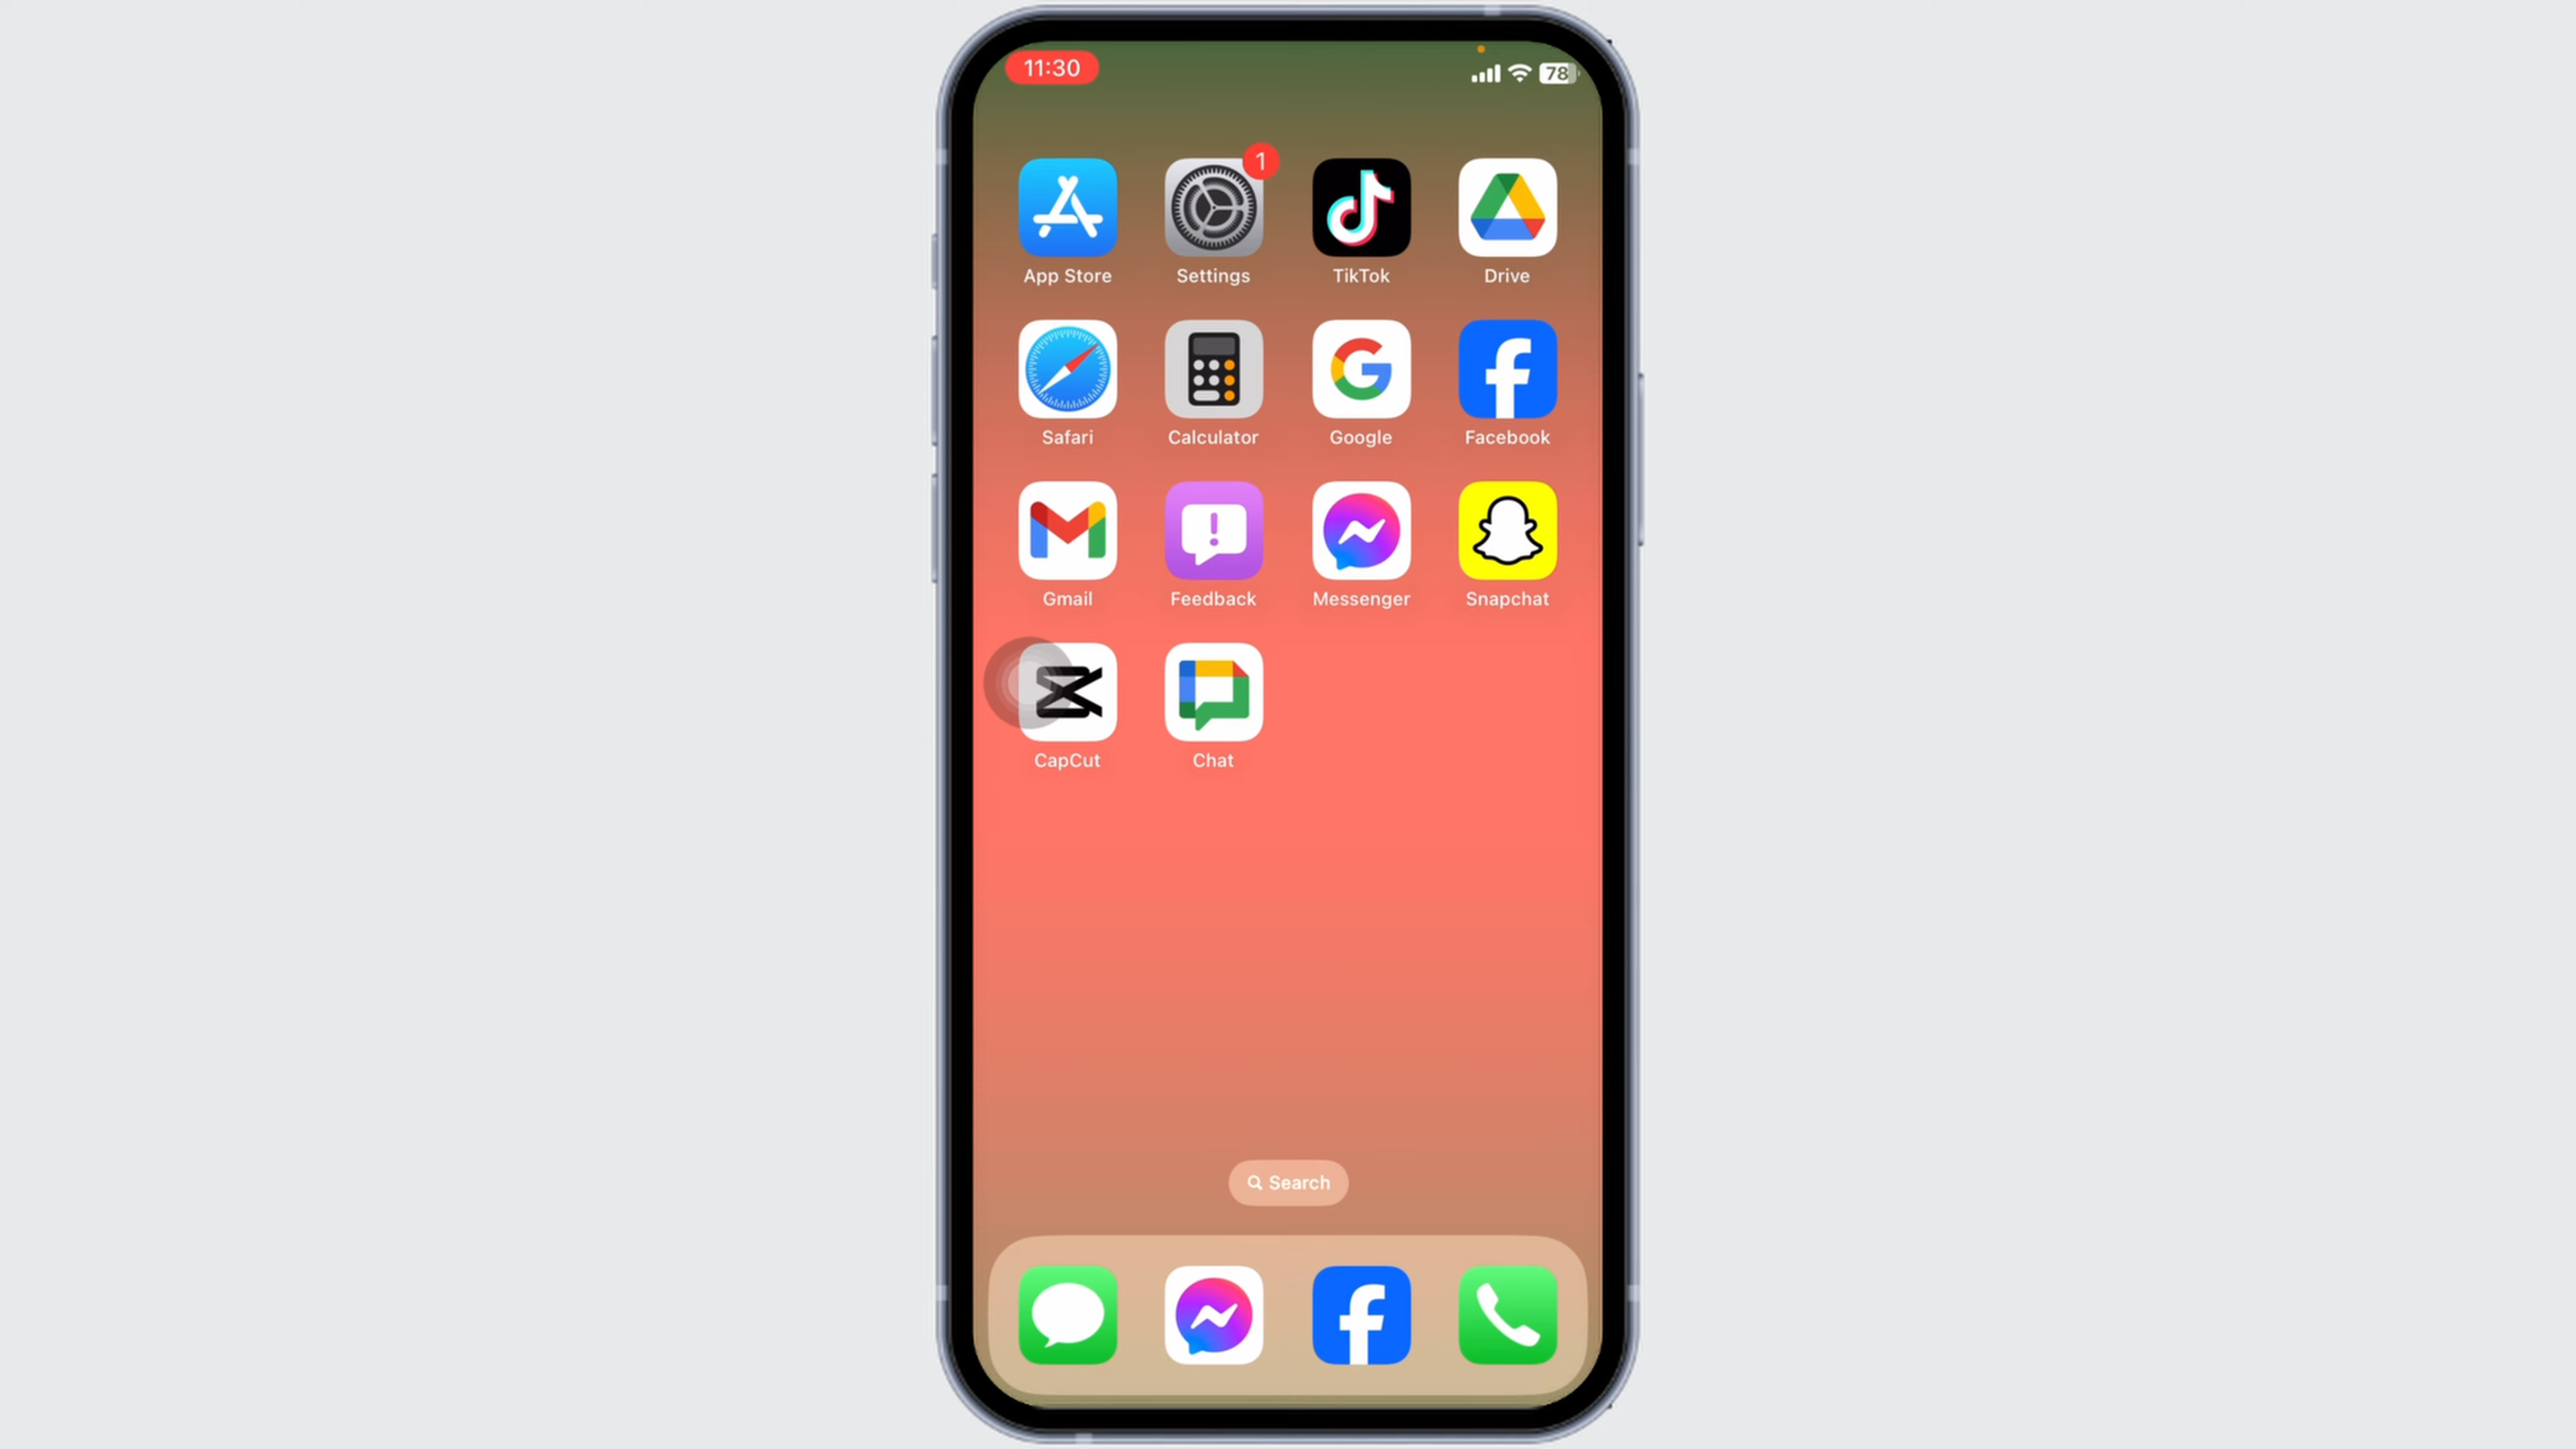 11:30
78
1
App Store Settings TikTok Drive
Safari Calculator Google Facebook
Gmail Feedback Messenger Snapchat
CapCut Chat
Search